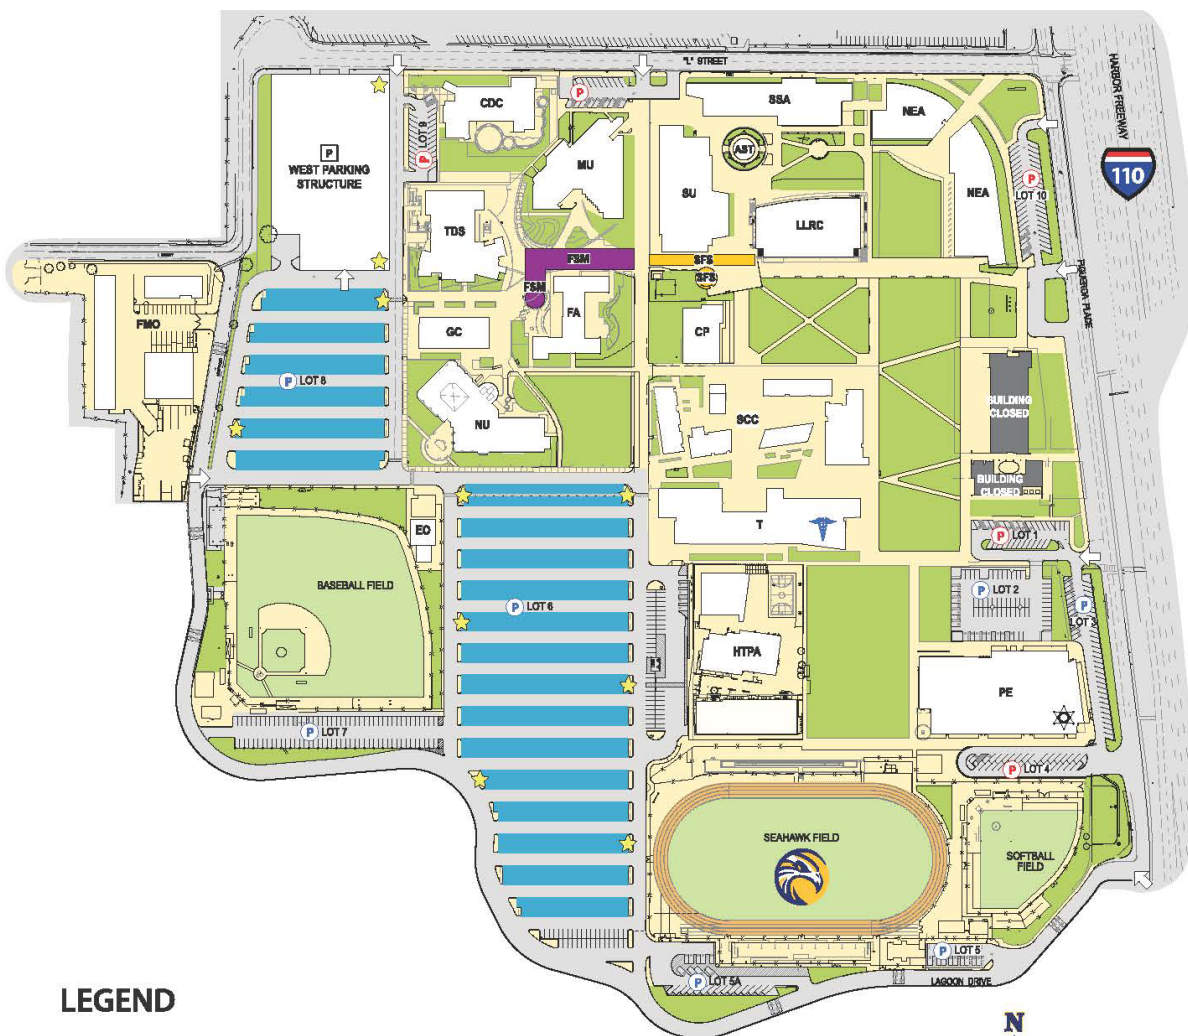 "L" STREET
HARBOR FREEWAY
110
CDC
P
SSA
NEA
LOT 9
P
P
WEST PARKING
STRUCTURE
MU
AST
SU
NEA
P
LOT 10
TDS
LLRC
FSM
SFS
FIGUEROA PLACE
FSM
SFS
FMO
GC
FA
CP
P LOT 8
BUILDING
CLOSED
NU
SCC
BUILDING
CLOSED
EO
T
P LOT 1
BASEBALL FIELD
P LOT 2
P
LOT 3
P LOT 6
HTPA
PE
P LOT 7
P LOT 4
SEAHAWK FIELD
SOFTBALL
FIELD
P LOT 5
P LOT 5A
LAGOON DRIVE
LEGEND
N